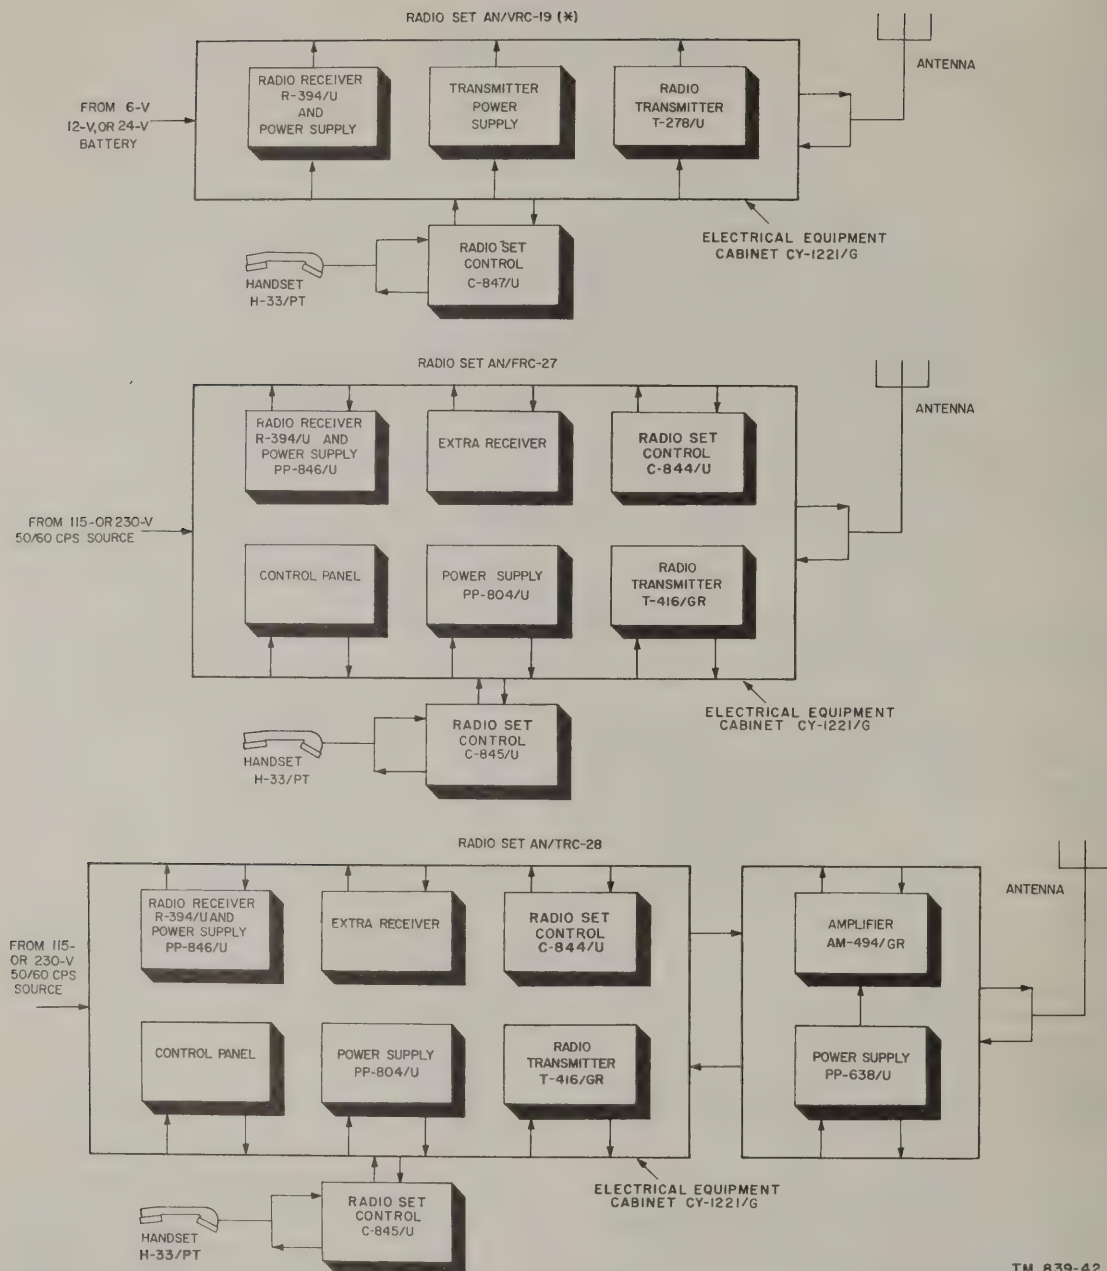 RADIO SET AN/VRC-19 (*)
ANTENNA
RADIO RECEIVER
R-394/U
AND
POWER SUPPLY
TRANSMITTER
POWER
SUPPLY
RADIO
TRANSMITTER
T-278/U
FROM 6-V
12-V, OR 24-V
BATTERY
ELECTRICAL EQUIPMENT
CABINET CY-1221/G
RADIO SET
CONTROL
C-847/U
HANDSET
H-33/PT
RADIO SET AN/FRC-27
ANTENNA
RADIO RECEIVER
R-394/U AND
POWER SUPPLY
PP-846/U
EXTRA RECEIVER
RADIO SET
CONTROL
C-844/U
FROM 115-OR 230-V
50/60 CPS SOURCE
CONTROL PANEL
POWER SUPPLY
PP-804/U
RADIO
TRANSMITTER
T-416/GR
ELECTRICAL EQUIPMENT
CABINET CY-1221/G
RADIO SET
CONTROL
C-845/U
HANDSET
H-33/PT
RADIO SET AN/TRC-28
ANTENNA
RADIO RECEIVER
R-394/U AND
POWER SUPPLY
PP-846/U
EXTRA RECEIVER
RADIO SET
CONTROL
C-844/U
AMPLIFIER
AM-494/GR
FROM 115-
OR 230-V
50/60 CPS
SOURCE
CONTROL PANEL
POWER SUPPLY
PP-804/U
RADIO
TRANSMITTER
T-416/GR
POWER SUPPLY
PP-638/U
ELECTRICAL EQUIPMENT
CABINET CY-1221/G
RADIO SET
CONTROL
C-845/U
HANDSET
H-33/PT
TM 839-42